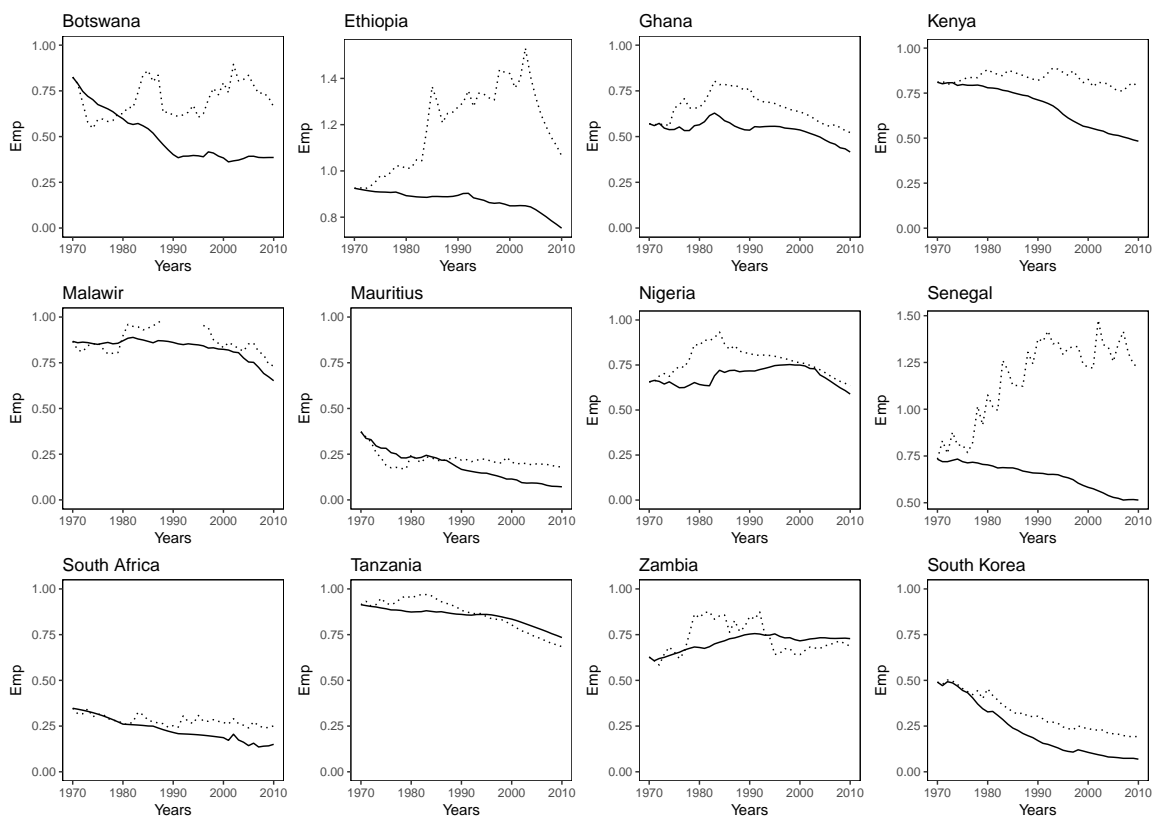 Botswana
Ethiopia
Ghana
Kenya
1.00
0.75
0.50
0.25
0.00
Emp
1970 1980 1990 2000 2010
Years
1.4
1.2
1.0
0.8
Emp
1970 1980 1990 2000 2010
Years
1.00
0.75
0.50
0.25
0.00
Emp
1970 1980 1990 2000 2010
Years
1.00
0.75
0.50
0.25
0.00
Emp
1970 1980 1990 2000 2010
Years
Malawir
Mauritius
Nigeria
Senegal
1.00
0.75
0.50
0.25
0.00
Emp
1970 1980 1990 2000 2010
Years
1.00
0.75
0.50
0.25
0.00
Emp
1970 1980 1990 2000 2010
Years
1.00
0.75
0.50
0.25
0.00
Emp
1970 1980 1990 2000 2010
Years
1.50
1.25
1.00
0.75
0.50
Emp
1970 1980 1990 2000 2010
Years
South Africa
Tanzania
Zambia
South Korea
1.00
0.75
0.50
0.25
0.00
Emp
1970 1980 1990 2000 2010
Years
1.00
0.75
0.50
0.25
0.00
Emp
1970 1980 1990 2000 2010
Years
1.00
0.75
0.50
0.25
0.00
Emp
1970 1980 1990 2000 2010
Years
1.00
0.75
0.50
0.25
0.00
Emp
1970 1980 1990 2000 2010
Years